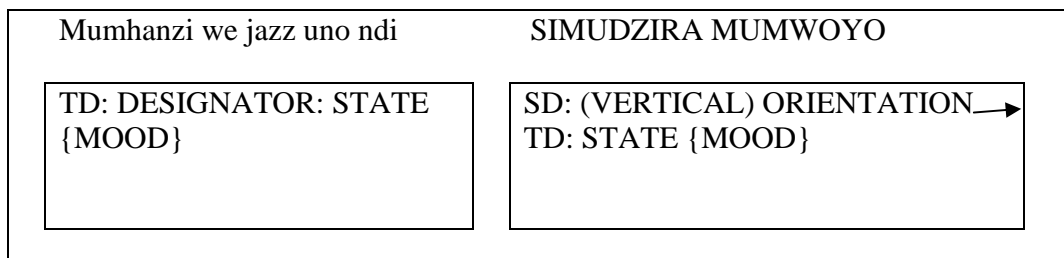 Mumhanzi we jazz uno ndi SIMUDZIRA MUMWOYO
TD: DESIGNATOR: STATE
{MOOD}
SD: (VERTICAL) ORIENTATION
TD: STATE {MOOD}